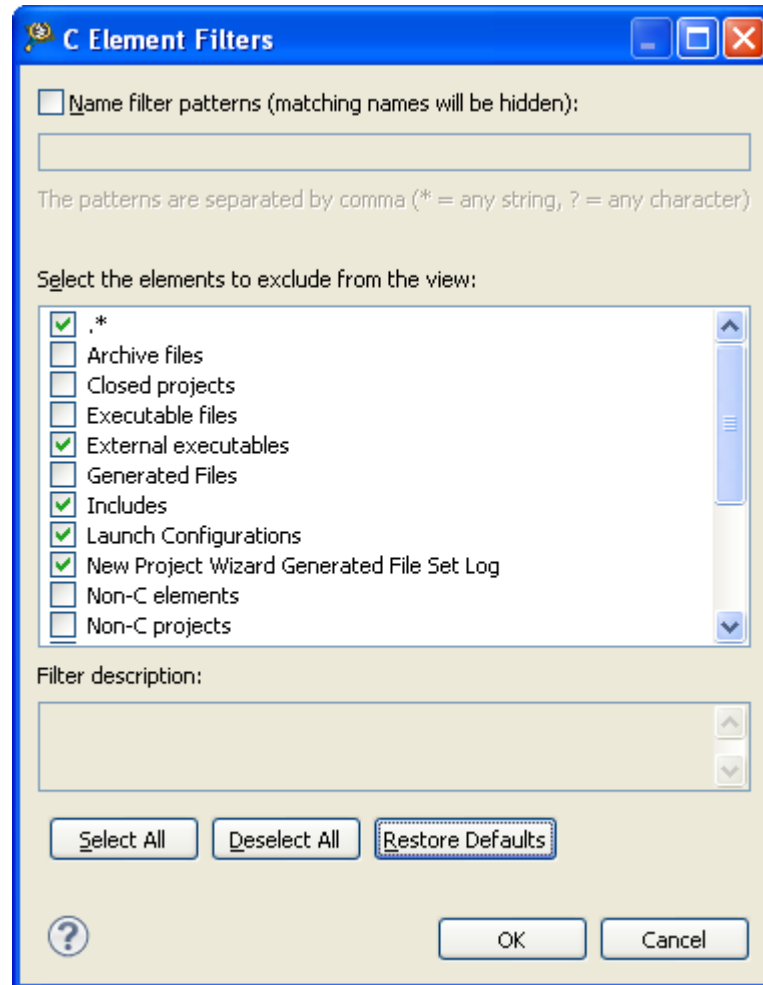 C Element Filters
Name filter patterns (matching names will be hidden):
The patterns are separated by comma (* = any string, ? = any character)
Select the elements to exclude from the view:
.*
Archive files
Closed projects
Executable files
External executables
Generated Files
Includes
Launch Configurations
New Project Wizard Generated File Set Log
Non-C elements
Non-C projects
Filter description:
Select All Deselect All Restore Defaults
? OK Cancel